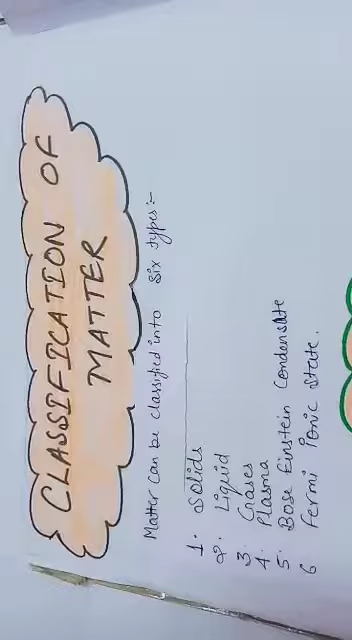 CLASSIFICATION OF
MATTER
Matter can be classified into six types:-
1. Solids
2. Liquid
3. Gases
4. Plasma
5. Bose Einstein Condensate
6 Fermi ionic State.